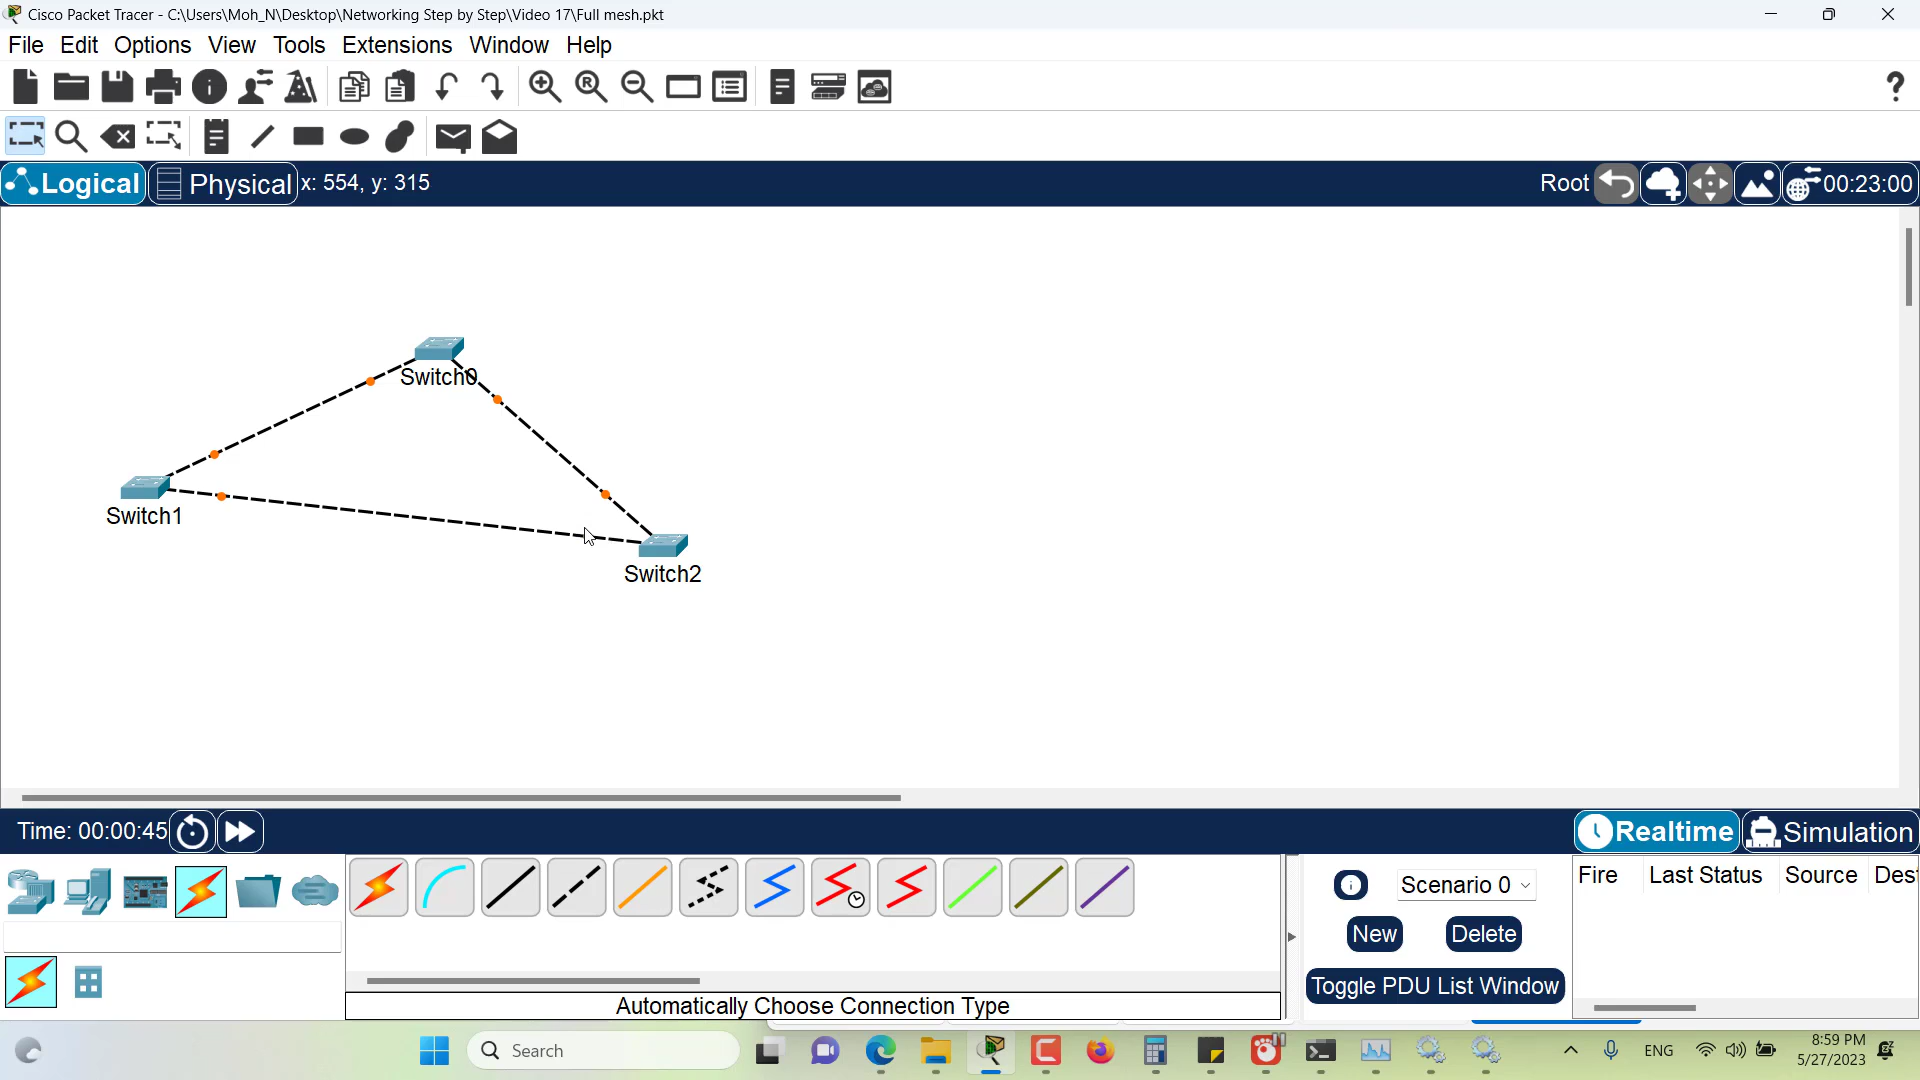 Cisco Packet Tracer - C:\Users\Moh_N\Desktop\Networking Step by Step\Video 17\Full mesh.pkt
File Edit Options View Tools Extensions Window Help
?
Logical Physical x: 554, y: 315 Root 00:23:00
Switch0
Switch1
Switch2
Time: 00:00:45 Realtime Simulation
Scenario 0
Fire Last Status Source Dest
New Delete
Toggle PDU List Window
Automatically Choose Connection Type
Search
ENG
8:59 PM
5/27/2023